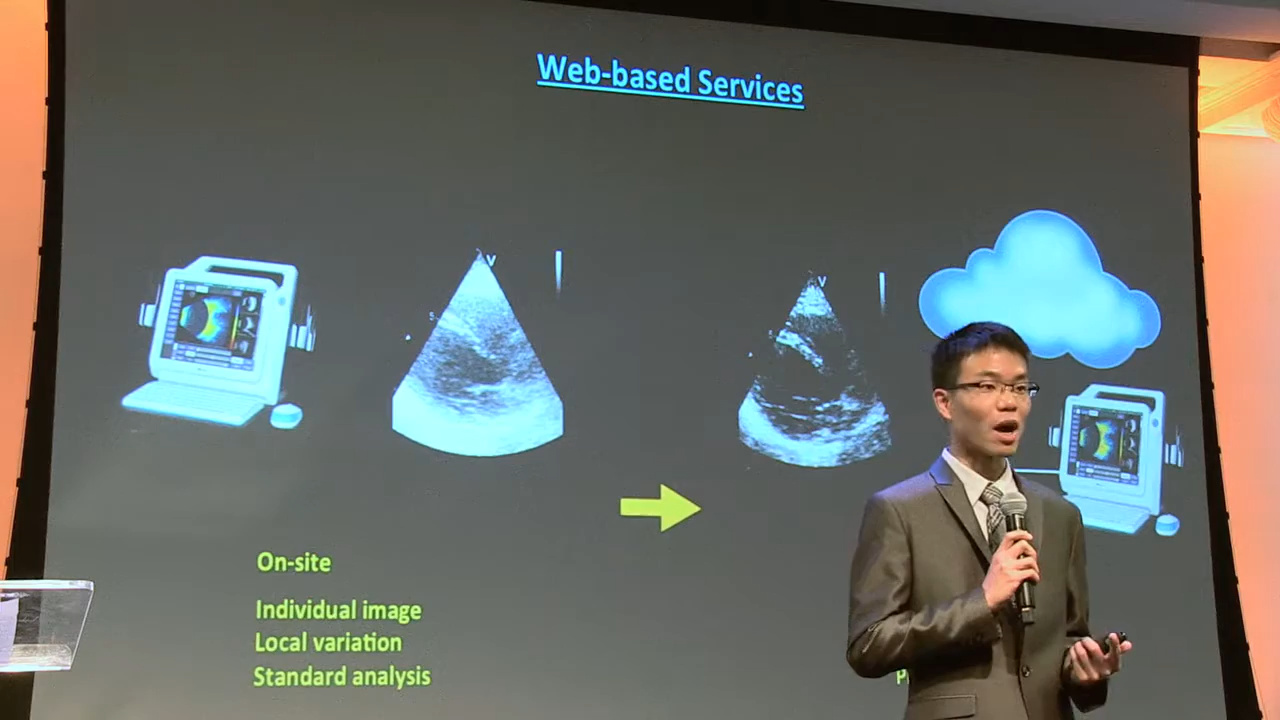 Web-based Services
V
V
On-site
Individual image
Local variation
Standard analysis